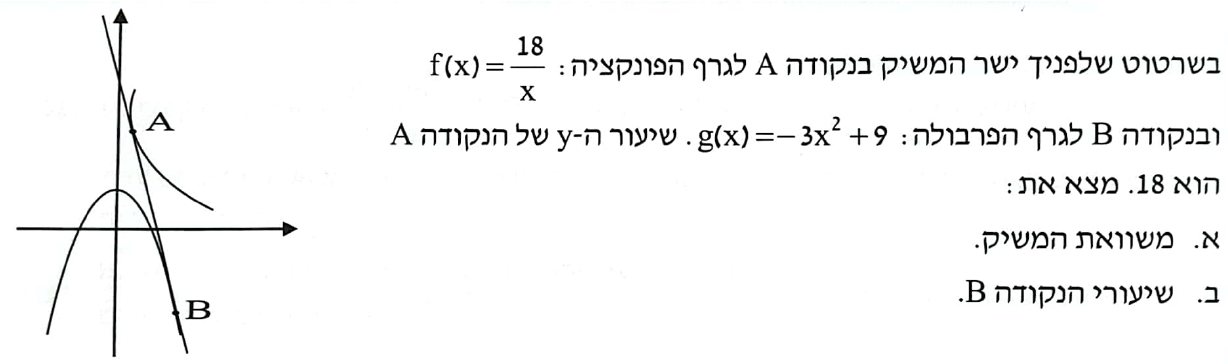 בשרטוט שלפניך ישר המשיק בנקודה A לגרף הפונקציה: f(x)=18/x
ובנקודה B לגרף הפרבולה: g(x)=−3x²+9. שיעור ה-y של הנקודה A
הוא 18. מצא את:
א. משוואת המשיק.
ב. שיעורי הנקודה B.
A
B